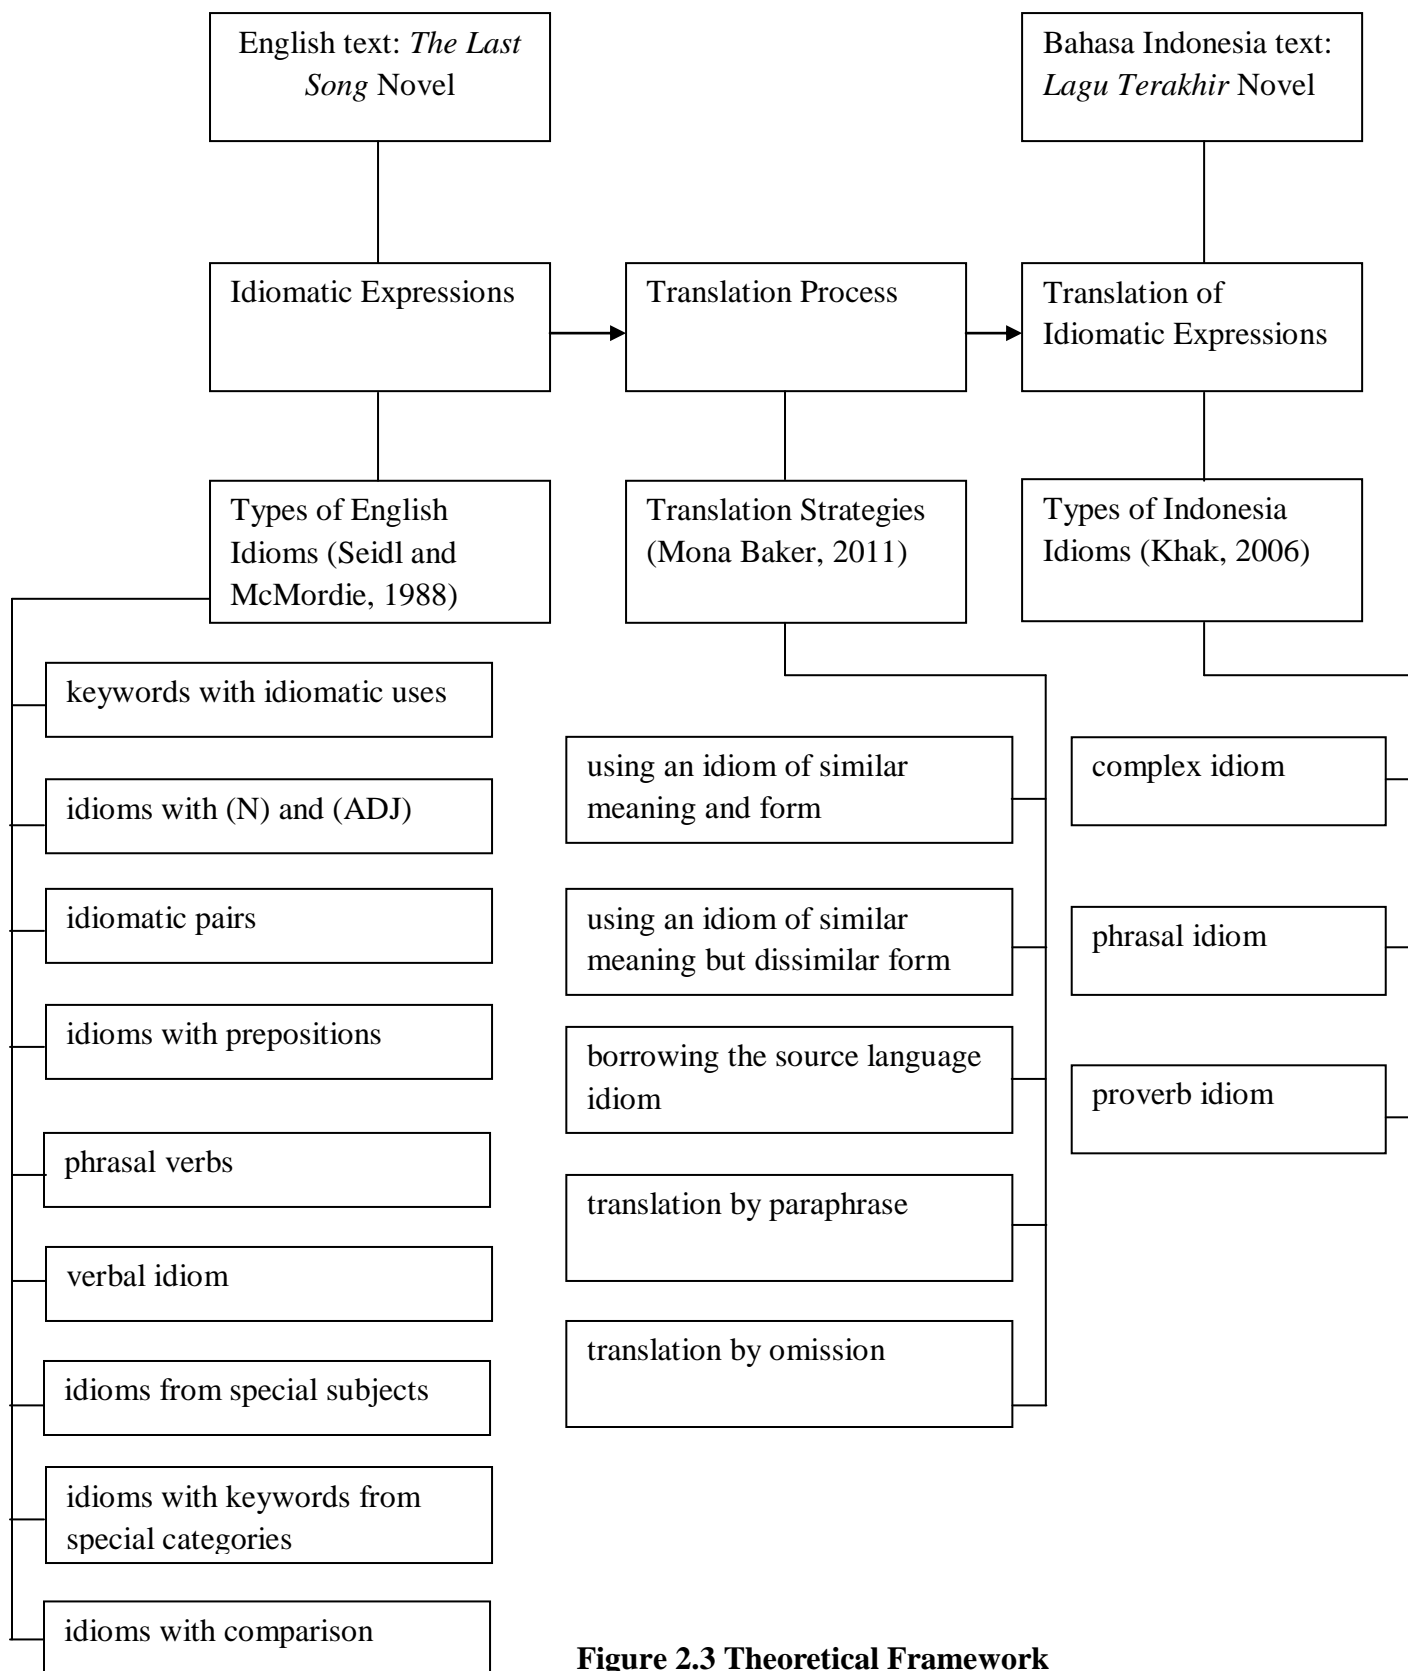 English text: The Last
Song Novel
Bahasa Indonesia text:
Lagu Terakhir Novel
Idiomatic Expressions
Translation Process
Translation of
Idiomatic Expressions
Types of English
Idioms (Seidl and
McMordie, 1988)
Translation Strategies
(Mona Baker, 2011)
Types of Indonesia
Idioms (Khak, 2006)
keywords with idiomatic uses
idioms with (N) and (ADJ)
idiomatic pairs
idioms with prepositions
phrasal verbs
verbal idiom
idioms from special subjects
idioms with keywords from
special categories
idioms with comparison
using an idiom of similar
meaning and form
using an idiom of similar
meaning but dissimilar form
borrowing the source language
idiom
translation by paraphrase
translation by omission
complex idiom
phrasal idiom
proverb idiom
Figure 2.3 Theoretical Framework